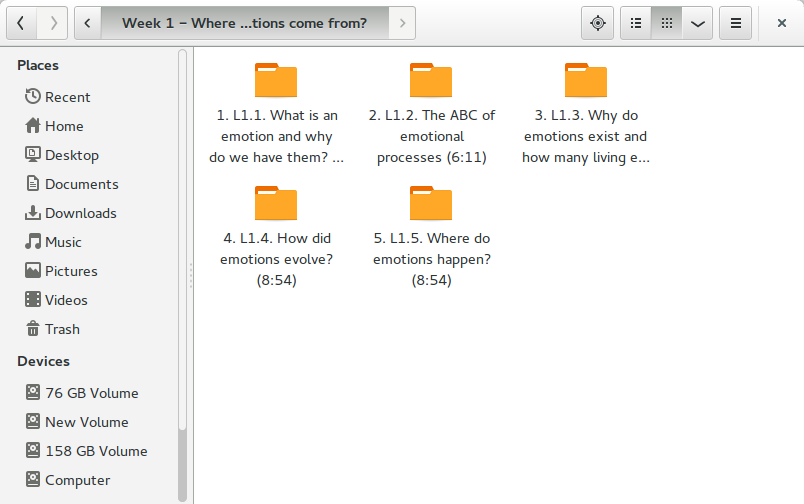 Week 1 – Where ...tions come from?
Places
Recent
Home
Desktop
Documents
Downloads
Music
Pictures
Videos
Trash
Devices
76 GB Volume
New Volume
158 GB Volume
Computer
1. L1.1. What is an
emotion and why
do we have them? ...
2. L1.2. The ABC of
emotional
processes (6:11)
3. L1.3. Why do
emotions exist and
how many living e...
4. L1.4. How did
emotions evolve?
(8:54)
5. L1.5. Where do
emotions happen?
(8:54)